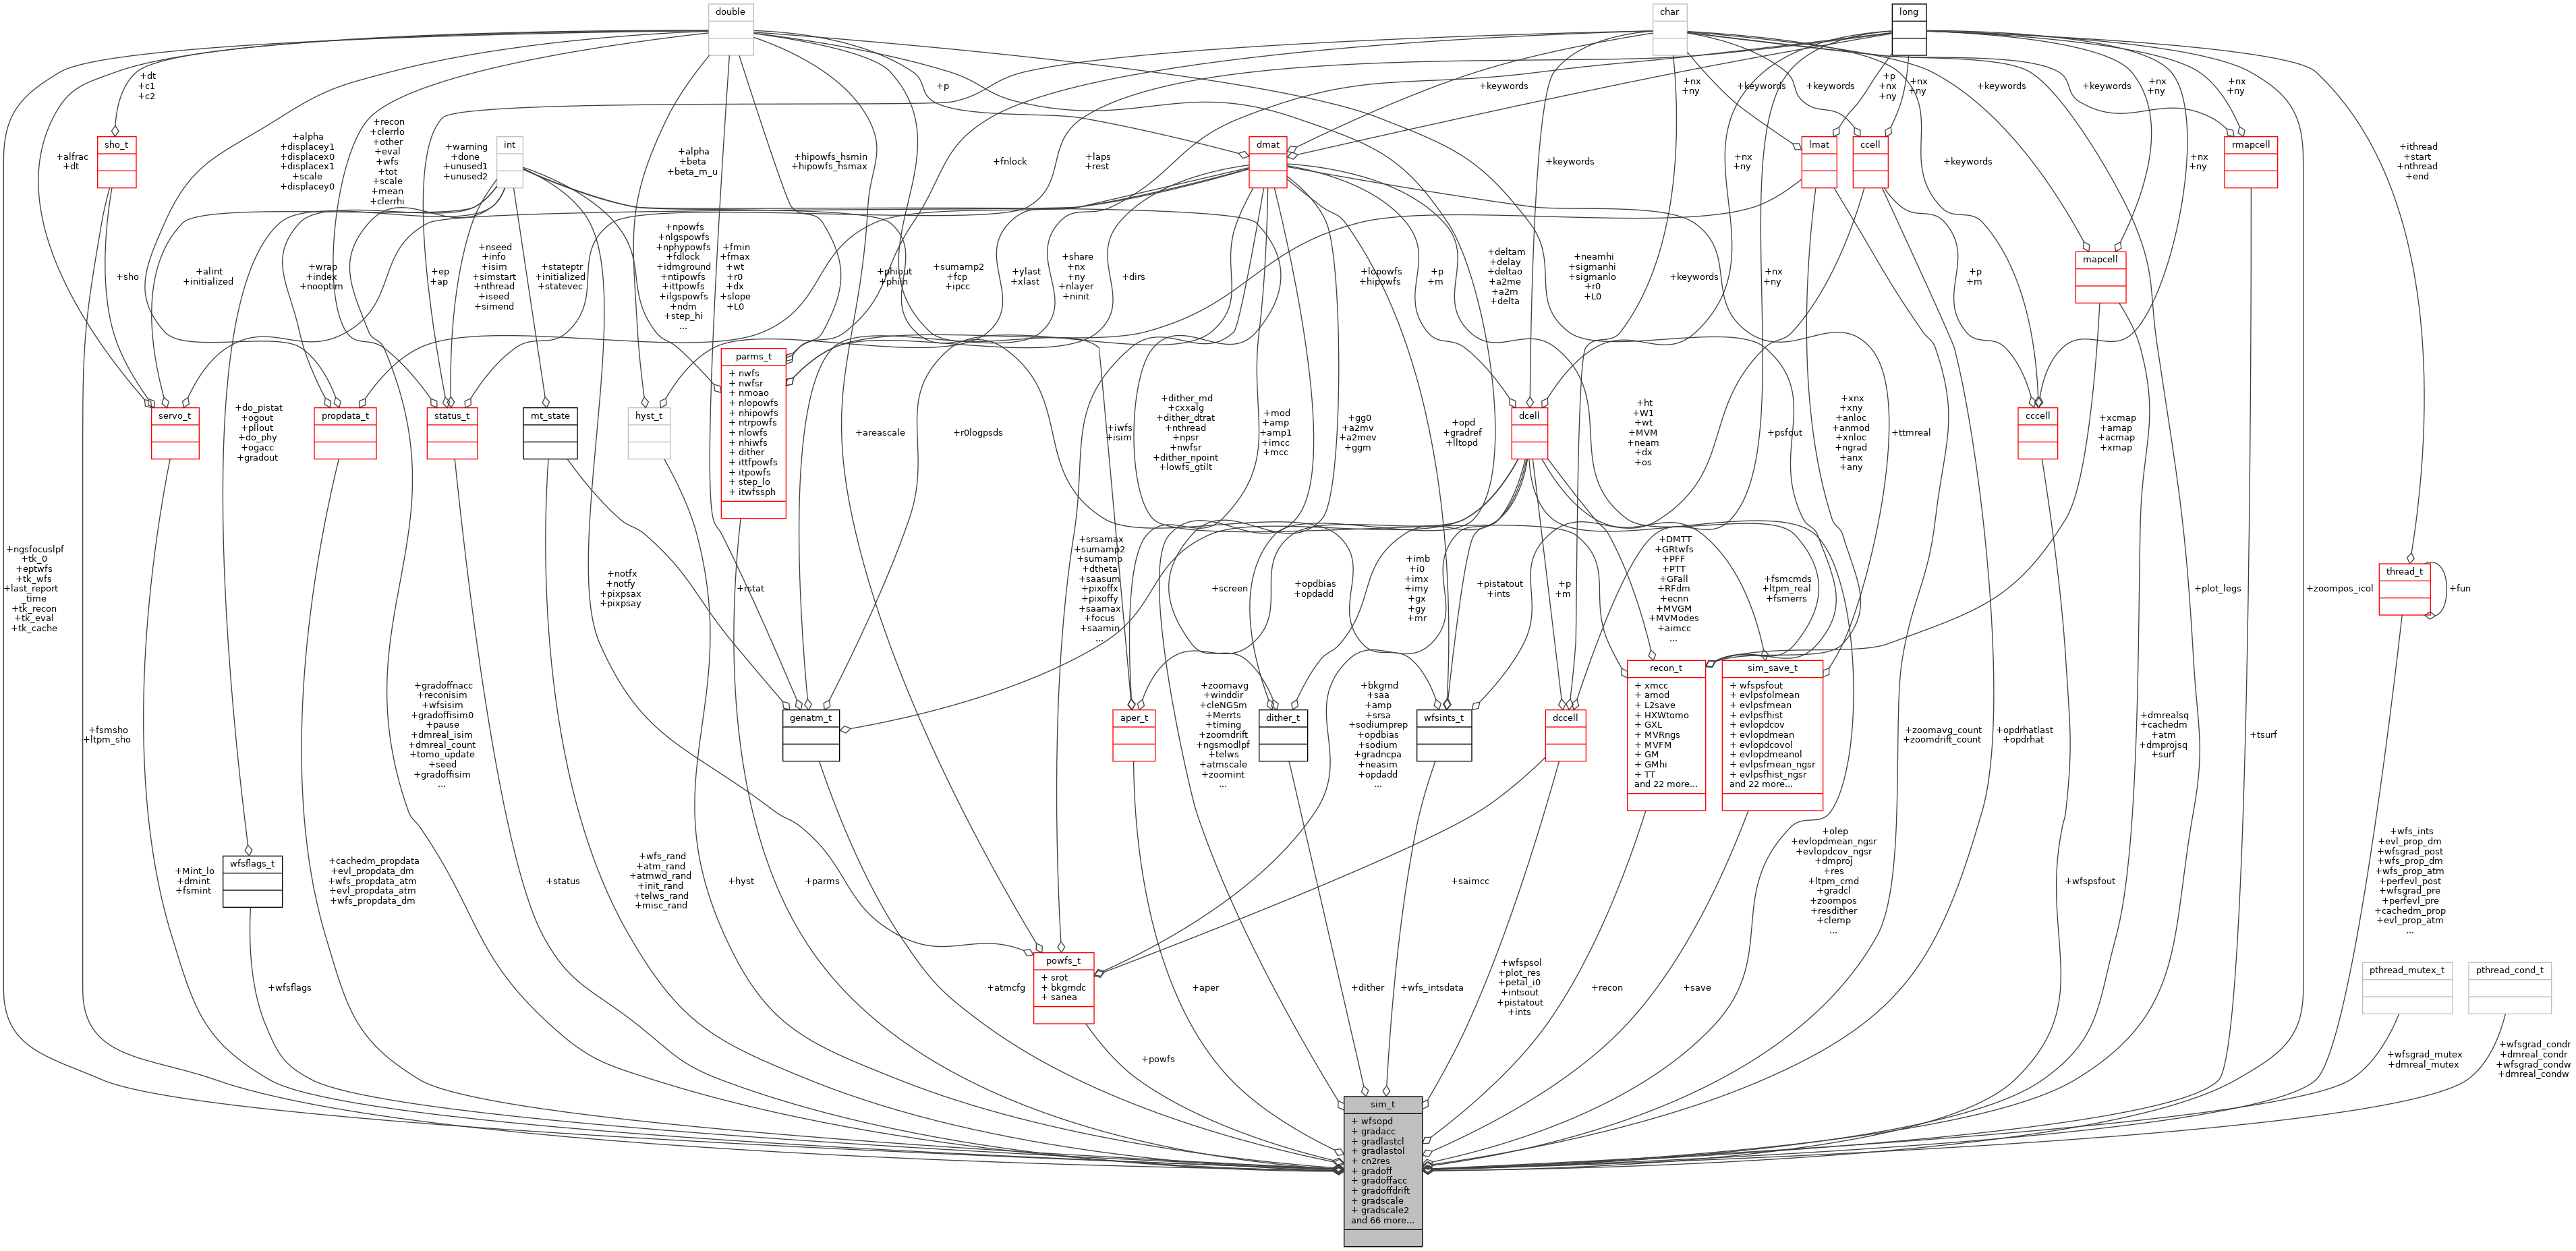 double
char
long
+dt
+c1
+c2
+p
+keywords
+nx
+ny
+keywords
+p
+nx
+ny
+keywords
+nx
+ny
+keywords
+nx
+ny
+keywords
+nx
+ny
sho_t
int
dmat
lmat
ccell
rmapcell
+alfrac
+dt
+alpha
+displacey1
+displacex0
+displacex1
+scale
+displacey0
+recon
+clerrlo
+other
+eval
+wfs
+tot
+scale
+mean
+clerrhi
+warning
+done
+unused1
+unused2
+alpha
+beta
+beta_m_u
+hipowfs_hsmin
+hipowfs_hsmax
+fnlock
+laps
+rest
+keywords
+nx
+ny
+keywords
+nx
+ny
+ithread
+start
+nthread
+end
+sho
+alint
+initialized
+wrap
+index
+nooptim
+ep
+ap
+nseed
+info
+isim
+simstart
+nthread
+iseed
+simend
+stateptr
+initialized
+statevec
+npowfs
+nlgspowfs
+nphypowfs
+fdlock
+idmground
+ntipowfs
+ittpowfs
+ilgspowfs
+ndm
+step_hi
...
+fmin
+fmax
+wt
+r0
+dx
+slope
+L0
+phiout
+phiin
+sumamp2
+fcp
+ipcc
+ylast
+xlast
+share
+nx
+ny
+nlayer
+ninit
+dirs
+lopowfs
+hipowfs
+p
+m
+deltam
+delay
+deltao
+a2me
+a2m
+delta
+neamhi
+sigmanhi
+sigmanlo
+r0
+L0
+keywords
+nx
+ny
+p
+m
mapcell
parms_t
+ nwfs
+ nwfsr
+ nmoao
+ nlopowfs
+ nhipowfs
+ ntrpowfs
+ nlowfs
+ nhiwfs
+ dither
+ ittfpowfs
+ itpowfs
+ step_lo
+ itwfssph
servo_t
propdata_t
status_t
mt_state
hyst_t
dcell
cccell
+do_pistat
+ogout
+pllout
+do_phy
+ogacc
+gradout
+areascale
+r0logpsds
+iwfs
+isim
+dither_md
+cxxalg
+dither_dtrat
+nthread
+npsr
+nwfsr
+dither_npoint
+lowfs_gtilt
+mod
+amp
+amp1
+imcc
+mcc
+gg0
+a2mv
+a2mev
+ggm
+opd
+gradref
+lltopd
+ht
+W1
+wt
+MVM
+neam
+dx
+os
+psfout
+xnx
+xny
+anloc
+anmod
+xnloc
+ngrad
+anx
+any
+ttmreal
+xcmap
+amap
+acmap
+xmap
+ngsfocuslpf
+tk_0
+eptwfs
+tk_wfs
+last_report
_time
+tk_recon
+tk_eval
+tk_cache
+notfx
+notfy
+pixpsax
+pixpsay
+rstat
+srsamax
+sumamp2
+sumamp
+dtheta
+saasum
+pixoffx
+pixoffy
+saamax
+focus
+saamin
...
+screen
+opdbias
+opdadd
+imb
+i0
+imx
+imy
+gx
+gy
+mr
+pistatout
+ints
+p
+m
+DMTT
+GRtwfs
+PFF
+PTT
+GFall
+RFdm
+ecnn
+MVGM
+MVModes
+aimcc
...
+fsmcmds
+ltpm_real
+fsmerrs
+plot_legs
+zoompos_icol
thread_t
+fun
+fsmsho
+ltpm_sho
+gradoffnacc
+reconisim
+wfsisim
+gradoffisim0
+pause
+dmreal_isim
+dmreal_count
+tomo_update
+seed
+gradoffisim
...
genatm_t
aper_t
+zoomavg
+winddir
+cleNGSm
+Merrts
+timing
+zoomdrift
+ngsmodlpf
+telws
+atmscale
+zoomint
...
dither_t
+bkgrnd
+saa
+amp
+srsa
+sodiumprep
+opdbias
+sodium
+gradncpa
+neasim
+opdadd
...
wfsints_t
dccell
recon_t
+ xmcc
+ amod
+ L2save
+ HXWtomo
+ GXL
+ MVRngs
+ MVFM
+ GM
+ GMhi
+ TT
and 22 more...
sim_save_t
+ wfspsfout
+ evlpsfolmean
+ evlpsfmean
+ evlpsfhist
+ evlopdcov
+ evlopdmean
+ evlopdcovol
+ evlopdmeanol
+ evlpsfmean_ngsr
+ evlpsfhist_ngsr
and 22 more...
+zoomavg_count
+zoomdrift_count
+opdrhatlast
+opdrhat
+dmrealsq
+cachedm
+atm
+dmprojsq
+surf
+tsurf
wfsflags_t
+Mint_lo
+dmint
+fsmint
+cachedm_propdata
+evl_propdata_dm
+wfs_propdata_atm
+evl_propdata_atm
+wfs_propdata_dm
+status
+wfs_rand
+atm_rand
+atmwd_rand
+init_rand
+telws_rand
+misc_rand
+hyst
+parms
+saimcc
+olep
+evlopdmean_ngsr
+evlopdcov_ngsr
+dmproj
+res
+ltpm_cmd
+gradcl
+zoompos
+resdither
+clemp
...
+wfspsfout
+wfs_ints
+evl_prop_dm
+wfsgrad_post
+wfs_prop_dm
+wfs_prop_atm
+perfevl_post
+wfsgrad_pre
+perfevl_pre
+cachedm_prop
+evl_prop_atm
...
+wfsflags
+atmcfg
powfs_t
+ srot
+ bkgrndc
+ sanea
+aper
+dither
+wfs_intsdata
+wfspsol
+plot_res
+petal_i0
+intsout
+pistatout
+ints
+recon
+save
pthread_mutex_t
pthread_cond_t
+powfs
+wfsgrad_mutex
+dmreal_mutex
+wfsgrad_condr
+dmreal_condr
+wfsgrad_condw
+dmreal_condw
sim_t
+ wfsopd
+ gradacc
+ gradlastcl
+ gradlastol
+ cn2res
+ gradoff
+ gradoffacc
+ gradoffdrift
+ gradscale
+ gradscale2
and 66 more...